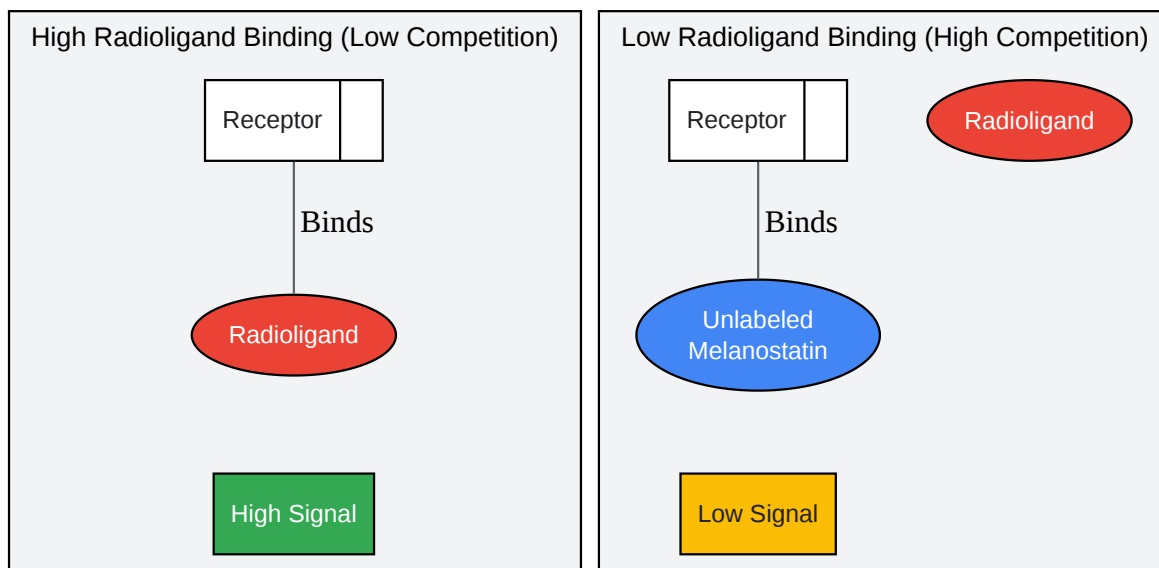 High Radioligand Binding (Low Competition)
Receptor
Binds
Radioligand
High Signal
Low Radioligand Binding (High Competition)
Receptor
Radioligand
Binds
Unlabeled
Melanostatin
Low Signal